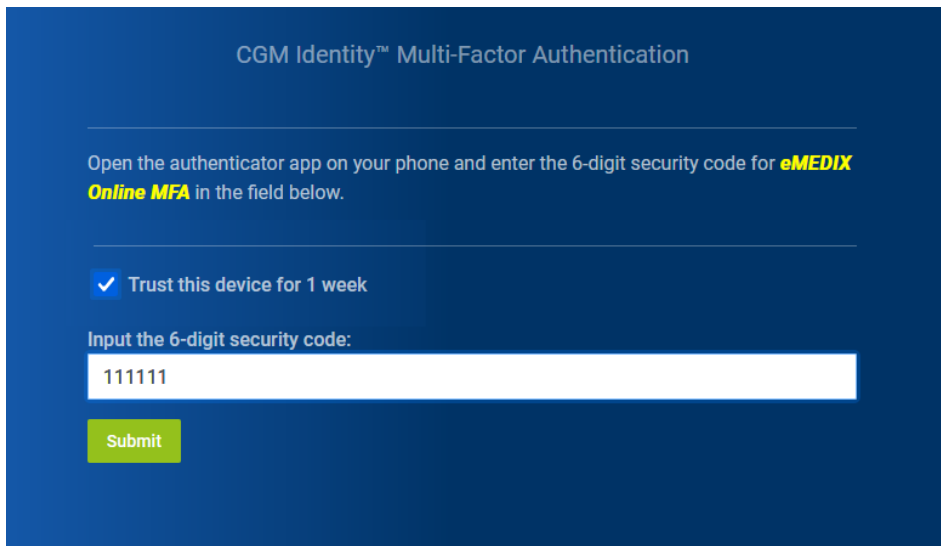 CGM Identity™ Multi-Factor Authentication
Open the authenticator app on your phone and enter the 6-digit security code for eMEDIX
Online MFA in the field below.
Trust this device for 1 week
Input the 6-digit security code:
111111
Submit